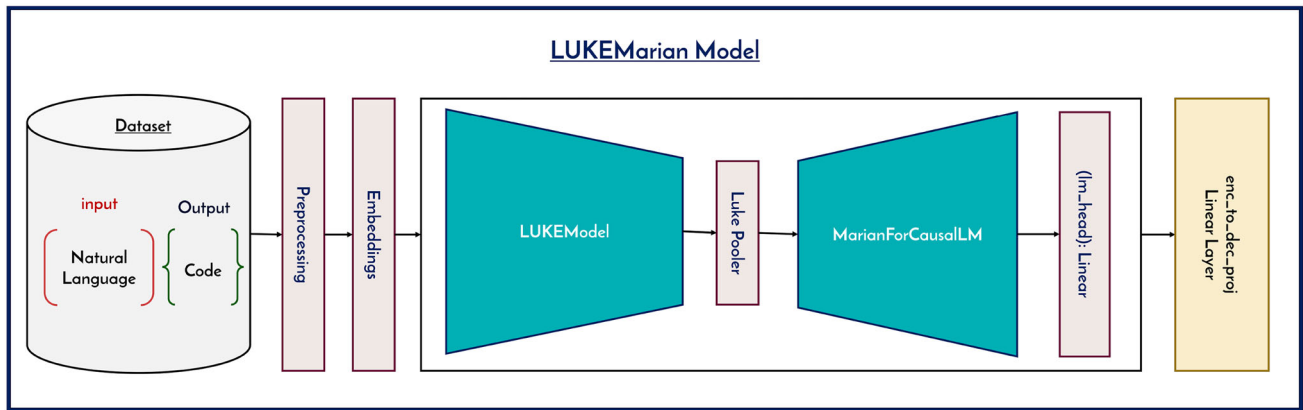 LUKEMarian Model
Dataset
input
Output
Natural
Language
Code
Preprocessing
Embeddings
LUKEModel
Luke Pooler
MarianForCausalLM
(lm_head): Linear
enc_to_dec_proj
Linear Layer